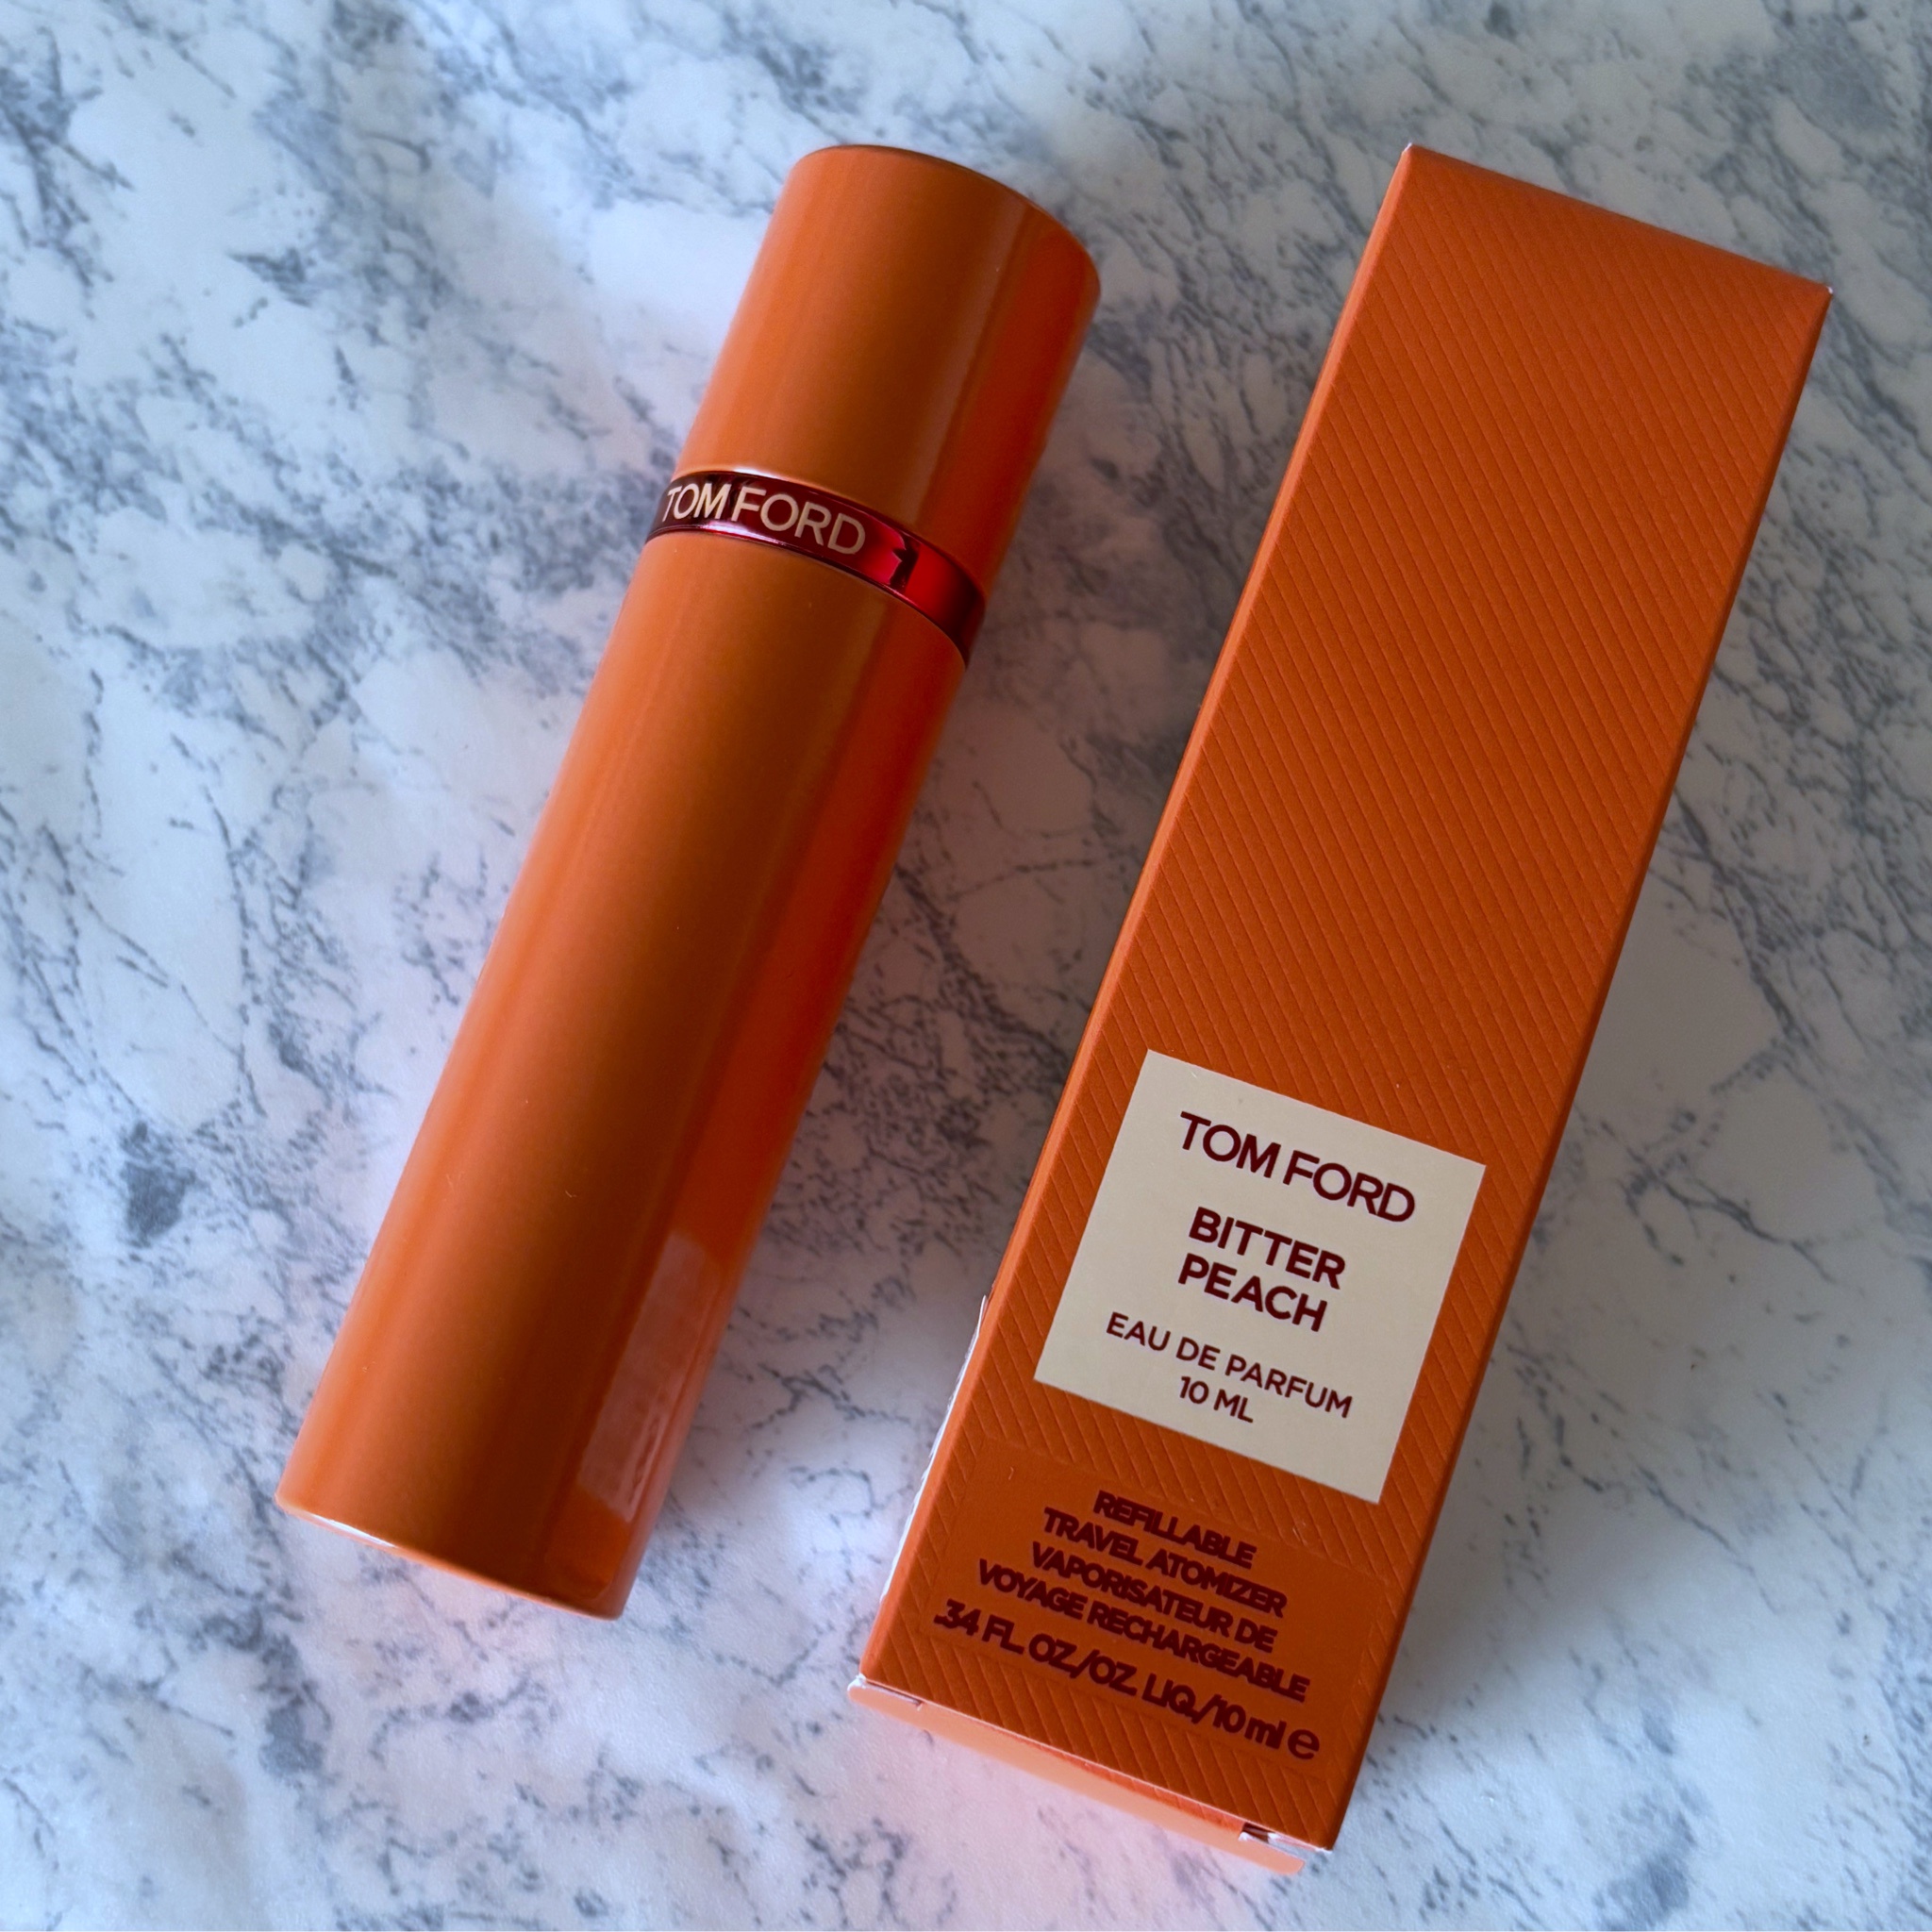 TOM FORD
TOM FORD
BITTER
PEACH
EAU DE PARFUM
10 ML
REFILLABLE
TRAVEL ATOMIZER
VAPORISATEUR DE
VOYAGE RECHARGEABLE
.34 FL. OZ./OZ. LIQ./10 ml ℮